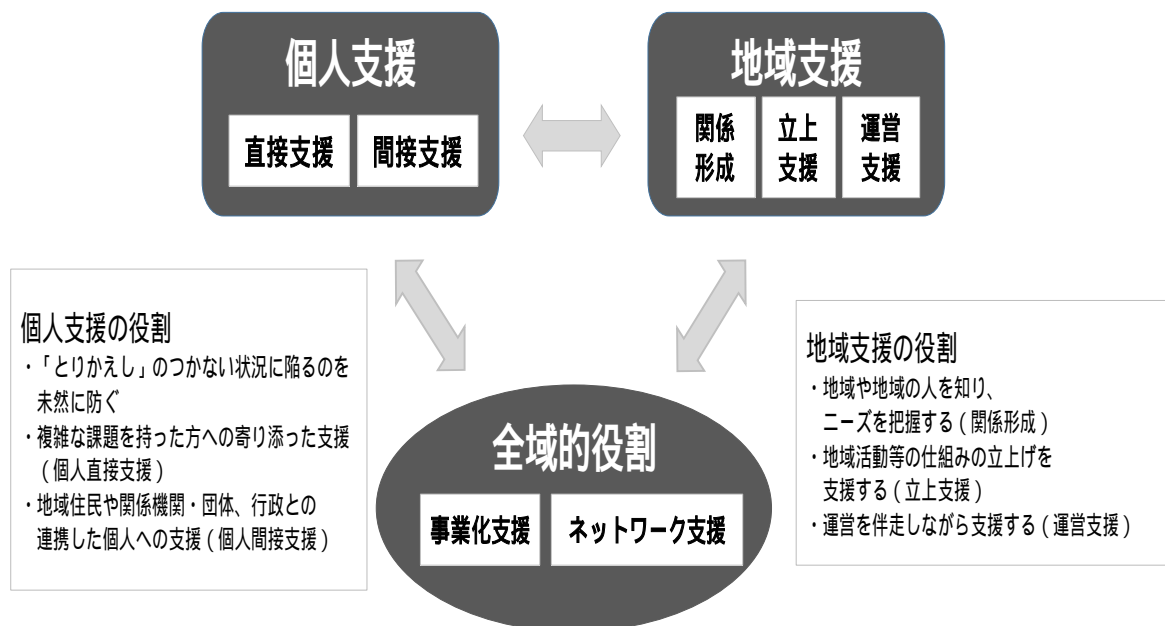 個人支援
直接支援
間接支援
地域支援
関係
形成
立上
支援
運営
支援
個人支援の役割
・「とりかえし」のつかない状況に陥るのを
未然に防ぐ
・複雑な課題を持った方への寄り添った支援
(個人直接支援)
・地域住民や関係機関・団体、行政との
連携した個人への支援(個人間接支援)
地域支援の役割
・地域や地域の人を知り、
ニーズを把握する(関係形成)
・地域活動等の仕組みの立上げを
支援する(立上支援)
・運営を伴走しながら支援する(運営支援)
全域的役割
事業化支援
ネットワーク支援